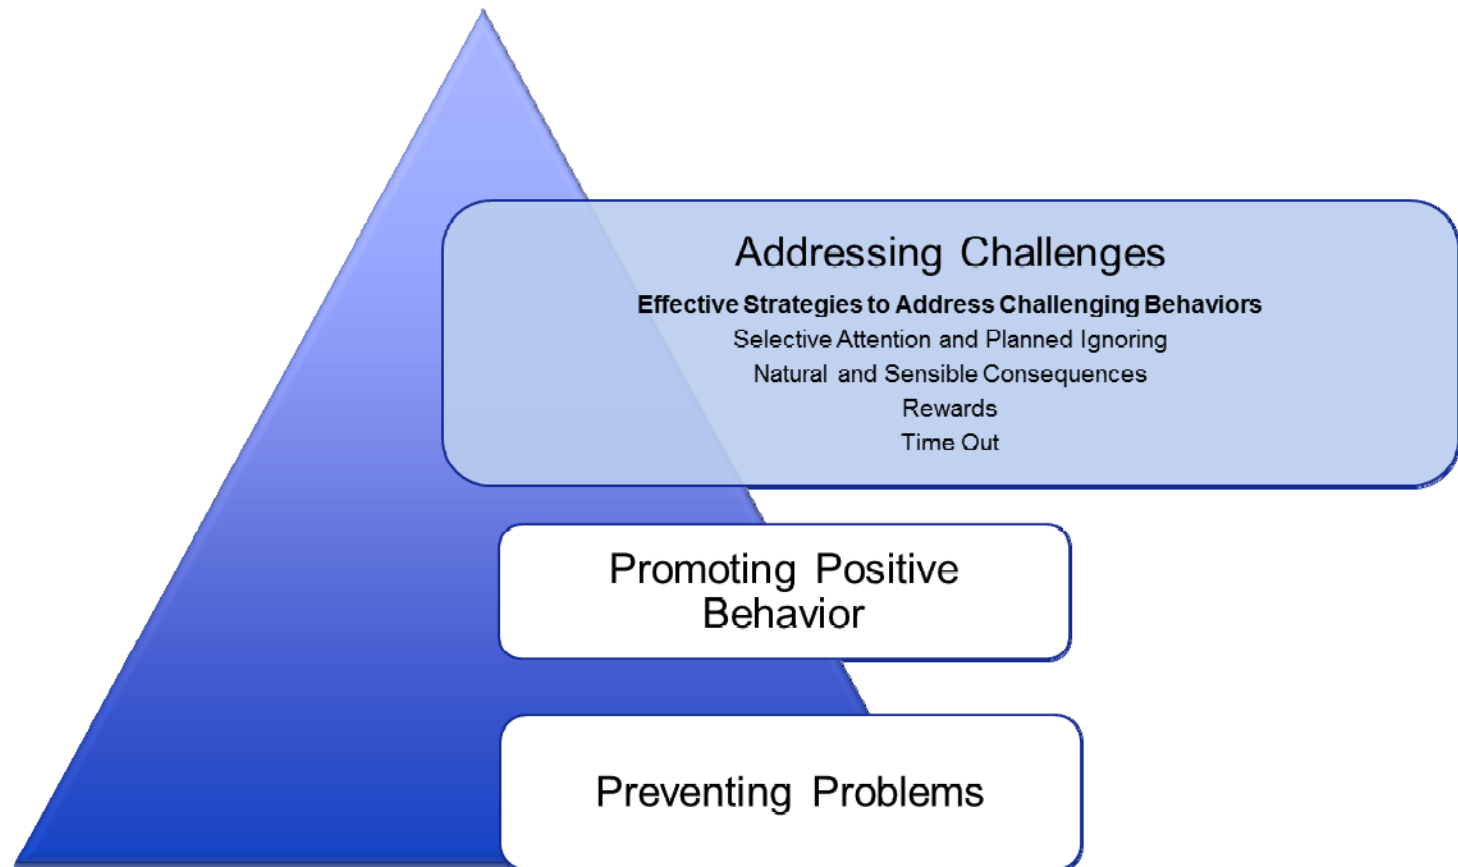 Addressing Challenges
Effective Strategies to Address Challenging Behaviors
Selective Attention and Planned Ignoring
Natural and Sensible Consequences
Rewards
Time Out
Promoting Positive
Behavior
Preventing Problems